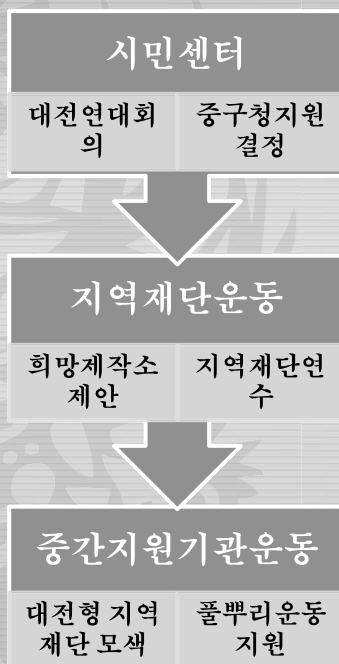 시민센터
대전연대회 중구청지원
의 결정
지역재단운동
희망제작소 지역재단연
제안 수
중간지원기관운동
대전형 지역 풀뿌리운동
재단 모색 지원